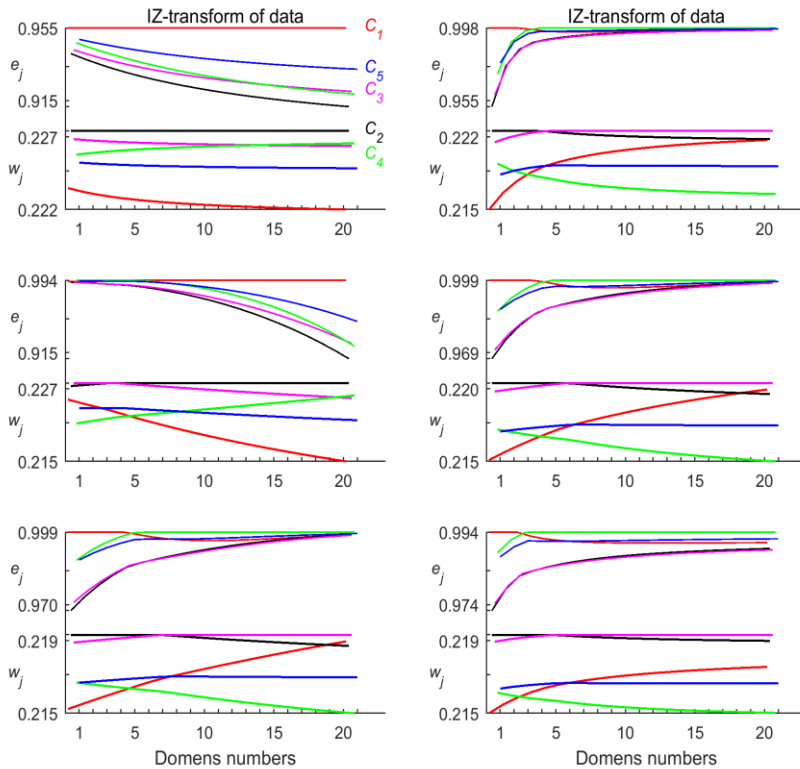 IZ-transform of data
0.955
C1
C5
ej
C3
0.915
0.227
C2
C4
wj
0.222
1 5 10 15 20
IZ-transform of data
0.998
ej
0.955
0.222
wj
0.215
1 5 10 15 20
0.994
ej
0.915
0.227
wj
0.215
1 5 10 15 20
0.999
ej
0.969
0.220
wj
0.215
1 5 10 15 20
0.999
ej
0.970
0.219
wj
0.215
1 5 10 15 20
Domens numbers
0.994
ej
0.974
0.219
wj
0.215
1 5 10 15 20
Domens numbers